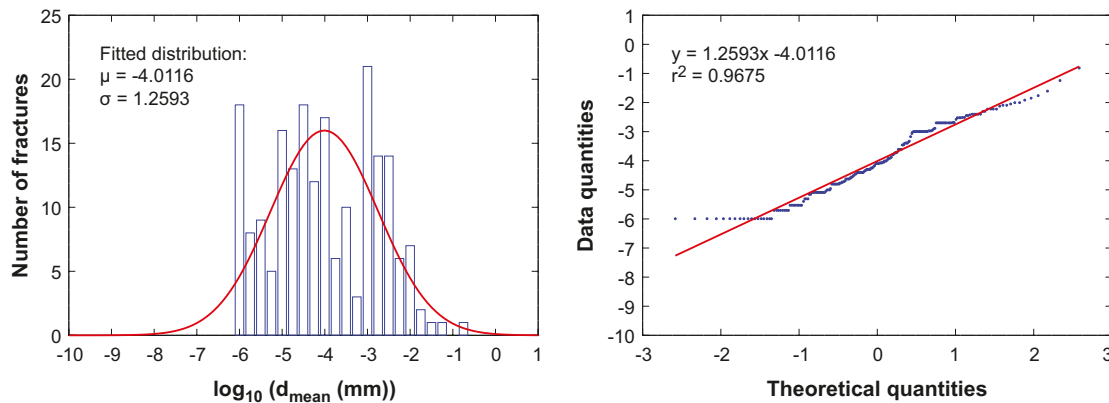 25
20
15
10
5
0
Number of fractures
Fitted distribution:
μ = -4.0116
σ = 1.2593
-10 -9 -8 -7 -6 -5 -4 -3 -2 -1 0 1
log10 (dmean (mm))
1
0
-1
-2
-3
-4
-5
-6
-7
-8
-9
-10
Data quantities
y = 1.2593x -4.0116
r2 = 0.9675
-3 -2 -1 0 1 2 3
Theoretical quantities